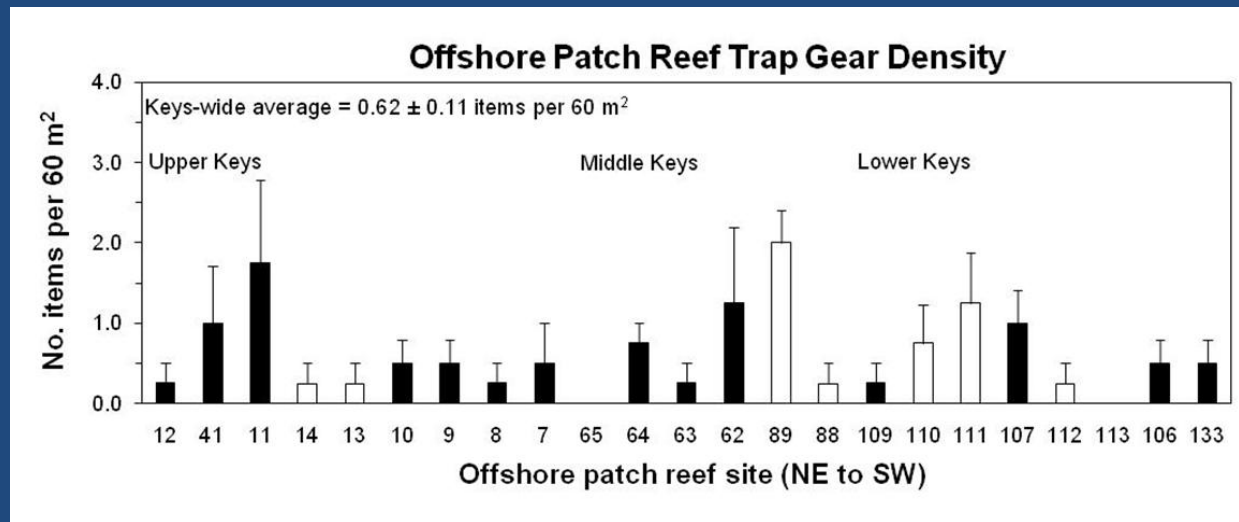 Offshore Patch Reef Trap Gear Density
4.0
Keys-wide average = 0.62 ± 0.11 items per 60 m²
3.0
Upper Keys
Middle Keys
Lower Keys
2.0
1.0
0.0
No. items per 60 m²
12 41 11 14 13 10 9 8 7 65 64 63 62 89 88 109 110 111 107 112 113 106 133
Offshore patch reef site (NE to SW)